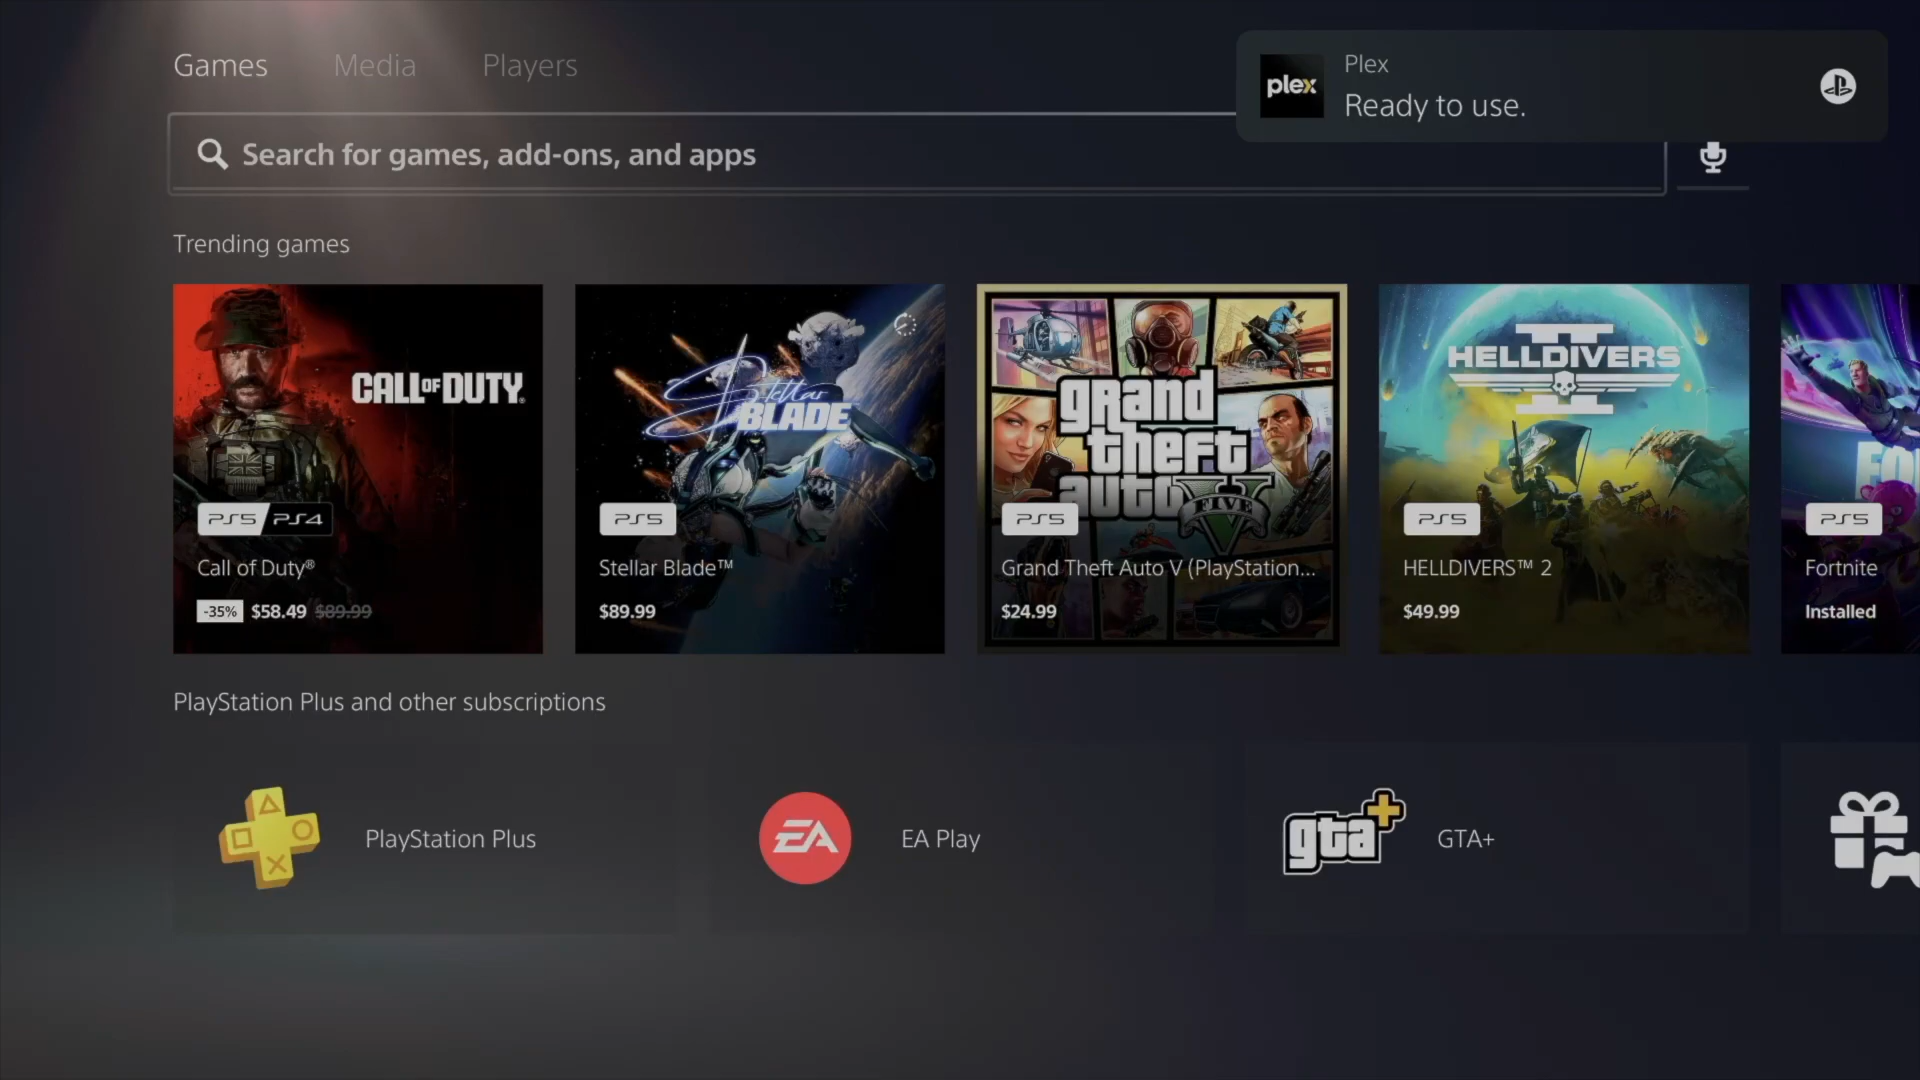 Games
Media
Players
plex
Plex
Ready to use.
Search for games, add-ons, and apps
Trending games
CALL OF DUTY®
PS5 PS4
Call of Duty®
-35% $58.49 $89.99
Stellar
BLADE
PS5
Stellar Blade™
$89.99
grand
theft
auto V
FIVE
PS5
Grand Theft Auto V (PlayStation...
$24.99
II
HELLDIVERS
PS5
HELLDIVERS™ 2
$49.99
FO
PS5
Fortnite
Installed
PlayStation Plus and other subscriptions
PlayStation Plus
EA
EA Play
gta+
GTA+